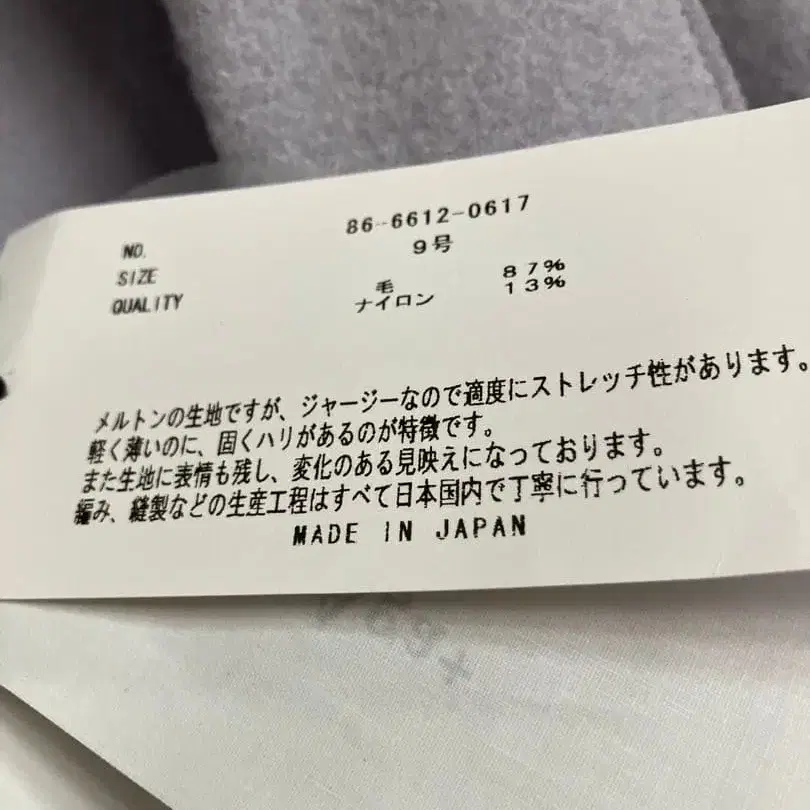 NO. 86-6612-0617
SIZE 9号
QUALITY 毛 87%
ナイロン 13%
メルトンの生地ですが、ジャージーなので適度にストレッチ性があります。
軽く薄いのに、固くハリがあるのが特徴です。
また生地に表情も残し、変化のある見映えになっております。
編み、縫製などの生産工程はすべて日本国内で丁寧に行っています。
MADE IN JAPAN